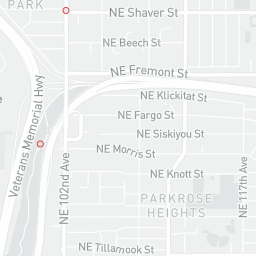 PARK
NE Shaver St
NE Beech St
NE Fremont St
NE Klickitat St
NE Fargo St
NE Siskiyou St
NE Morris St
NE Knott St
PARKROSE
HEIGHTS
NE Tillamook St
Veterans Memorial Hwy
NE 102nd Ave
NE 117th Ave